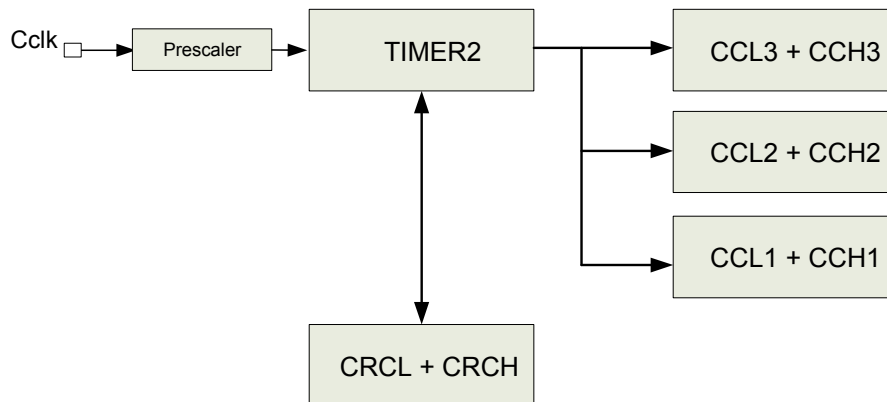 Cclk
Prescaler
TIMER2
CCL3 + CCH3
CCL2 + CCH2
CCL1 + CCH1
CRCL + CRCH